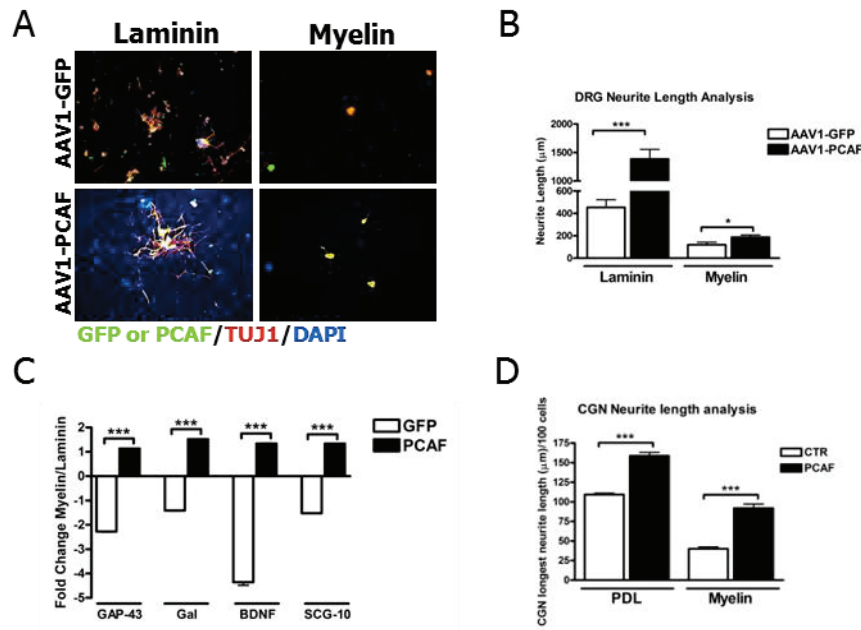 A
Laminin Myelin
AAV1-GFP
AAV1-PCAF
GFP or PCAF/TUJ1/DAPI
B
DRG Neurite Length Analysis
Neurite Length (μm)
2000
1500
1000
600
400
200
0
***
*
AAV1-GFP
AAV1-PCAF
Laminin Myelin
C
Fold Change Myelin/Laminin
2
1
0
-1
-2
-3
-4
-5
*** *** *** ***
GFP
PCAF
GAP-43 Gal BDNF SCG-10
D
CGN Neurite length analysis
CGN longest neurite length (μm)/100 cells
175
150
125
100
75
50
25
0
***
***
CTR
PCAF
PDL Myelin